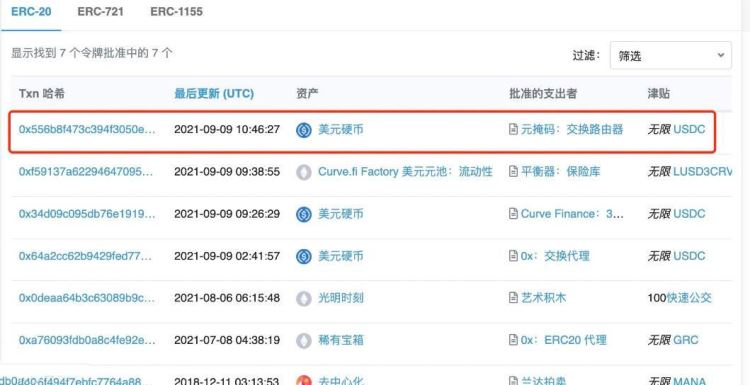 ERC-20 ERC-721 ERC-1155
显示找到 7 个令牌批准中的 7 个
过滤： 筛选
Txn 哈希 最后更新 (UTC) 资产 批准的支出者 津贴
0x556b8f473c394f3050e... 2021-09-09 10:46:27 美元硬币 元掩码：交换路由器 无限 USDC
0xf59137a62294647095... 2021-09-09 09:38:55 Curve.fi Factory 美元元池：流动性 平衡器：保险库 无限 LUSD3CRV
0x34d09c095db76e1919... 2021-09-09 09:26:29 美元硬币 Curve Finance：3... 无限 USDC
0x64a2cc62b9429fed77... 2021-09-09 02:41:57 美元硬币 0x：交换代理 无限 USDC
0x0deaa64b3c63089b9c... 2021-08-06 06:15:48 光明时刻 艺术积木 100快速公交
0xa76093fdb0a8c4fe92e... 2021-07-08 04:38:19 稀有宝箱 0x：ERC20 代理 无限 GRC
2018-12-11 03:13:53 去中心化 兰达拍卖 无限 MANA